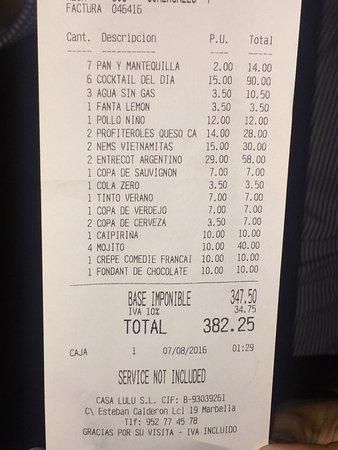 FACTURA 046416
Cant. Descripcion P.U. Total
7 PAN Y MANTEQUILLA 2.00 14.00
6 COCKTAIL DEL DIA 15.00 90.00
3 AGUA SIN GAS 3.50 10.50
1 FANTA LEMON 3.50 3.50
1 POLLO NIÑO 12.00 12.00
2 PROFITEROLES QUESO CA 14.00 28.00
2 NEMS VIETNAMITAS 15.00 30.00
2 ENTRECOT ARGENTINO 29.00 58.00
1 COPA DE SAUVIGNON 7.00 7.00
1 COLA ZERO 3.50 3.50
1 TINTO VERANO 7.00 7.00
1 COPA DE VERDEJO 7.00 7.00
2 COPA DE CERVEZA 3.50 7.00
1 CAIPIRIÑA 10.00 10.00
4 MOJITO 10.00 40.00
1 CREPE COMEDIE FRANCAI 10.00 10.00
1 FONDANT DE CHOCOLATE 10.00 10.00
BASE IMPONIBLE 347.50
IVA 10% 34.75
TOTAL 382.25
CAJA 1 07/08/2016 01:29
SERVICE NOT INCLUDED
CASA LULU S.L. CIF: B-93039261
C\ Esteban Calderon Lcl 19 Marbella
Tlf: 952 77 45 78
GRACIAS POR SU VISITA - IVA INCLUIDO